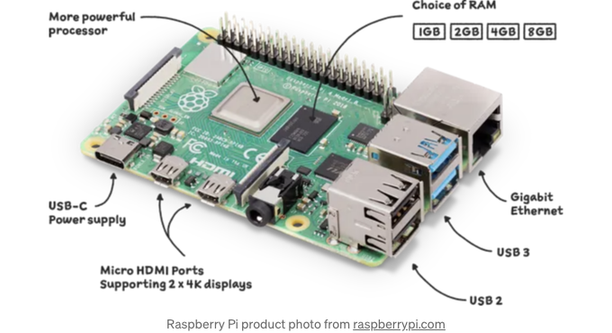 More powerful
processor
Choice of RAM
1GB 2GB 4GB 8GB
HDMI
USB-C
Power supply
Micro HDMI Ports
Supporting 2 x 4K displays
Gigabit
Ethernet
USB 3
USB 2
Raspberry Pi product photo from raspberrypi.com